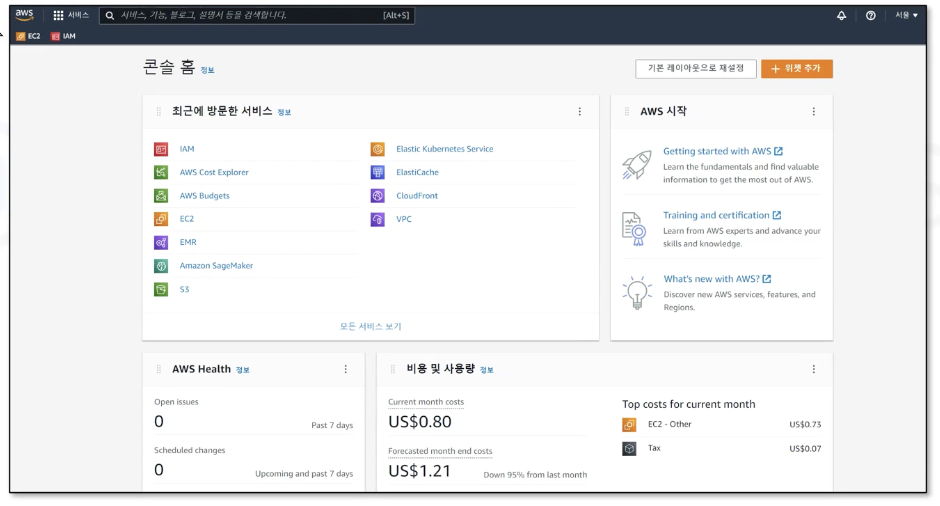 aws
서비스
서비스, 기능, 블로그, 설명서 등을 검색합니다.
[Alt+S]
서울 ▼
EC2
IAM
콘솔 홈 정보
기본 레이아웃으로 재설정
+ 위젯 추가
최근에 방문한 서비스 정보
IAM
AWS Cost Explorer
AWS Budgets
EC2
EMR
Amazon SageMaker
S3
Elastic Kubernetes Service
ElastiCache
CloudFront
VPC
모든 서비스 보기
AWS 시작
Getting started with AWS
Learn the fundamentals and find valuable
information to get the most out of AWS.
Training and certification
Learn from AWS experts and advance your
skills and knowledge.
What's new with AWS?
Discover new AWS services, features, and
Regions.
AWS Health 정보
Open issues
0
Past 7 days
Scheduled changes
0
Upcoming and past 7 days
비용 및 사용량 정보
Current month costs
US$0.80
Forecasted month end costs
US$1.21
Down 95% from last month
Top costs for current month
EC2 - Other US$0.73
Tax US$0.07